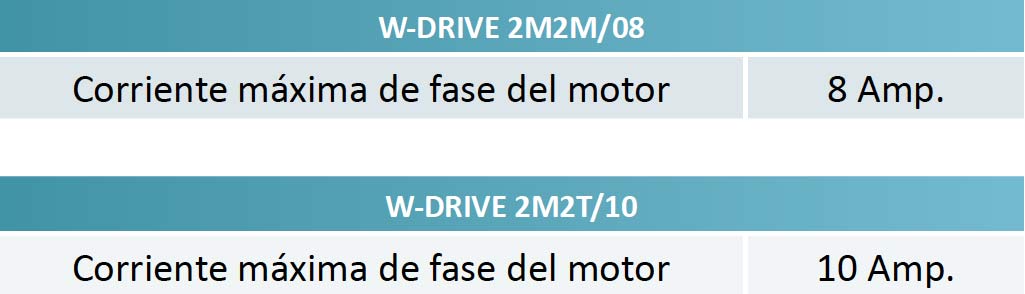 W-DRIVE 2M2M/08
Corriente máxima de fase del motor 8 Amp.
W-DRIVE 2M2T/10
Corriente máxima de fase del motor 10 Amp.